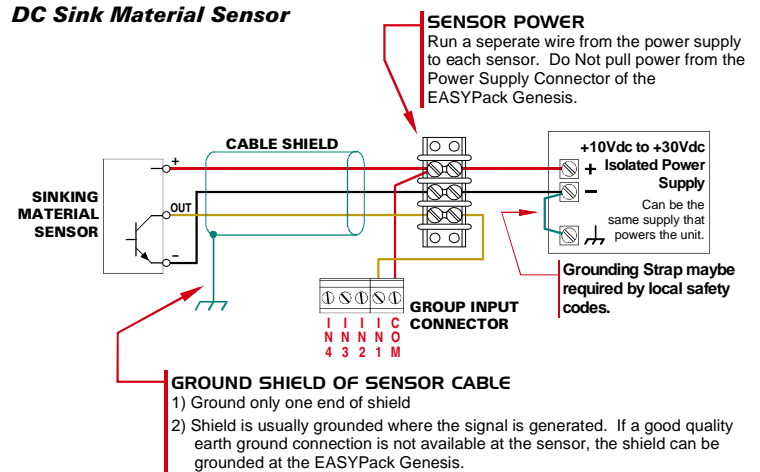 DC Sink Material Sensor
SENSOR POWER
Run a seperate wire from the power supply
to each sensor. Do Not pull power from the
Power Supply Connector of the
EASYPack Genesis.
CABLE SHIELD
+
OUT
–
SINKING
MATERIAL
SENSOR
+10Vdc to +30Vdc
+ Isolated Power
– Supply
Can be the
same supply that
powers the unit.
Grounding Strap maybe
required by local safety
codes.
GROUP INPUT
CONNECTOR
IN4 IN3 IN2 IN1 COM
GROUND SHIELD OF SENSOR CABLE
1) Ground only one end of shield
2) Shield is usually grounded where the signal is generated. If a good quality
earth ground connection is not available at the sensor, the shield can be
grounded at the EASYPack Genesis.